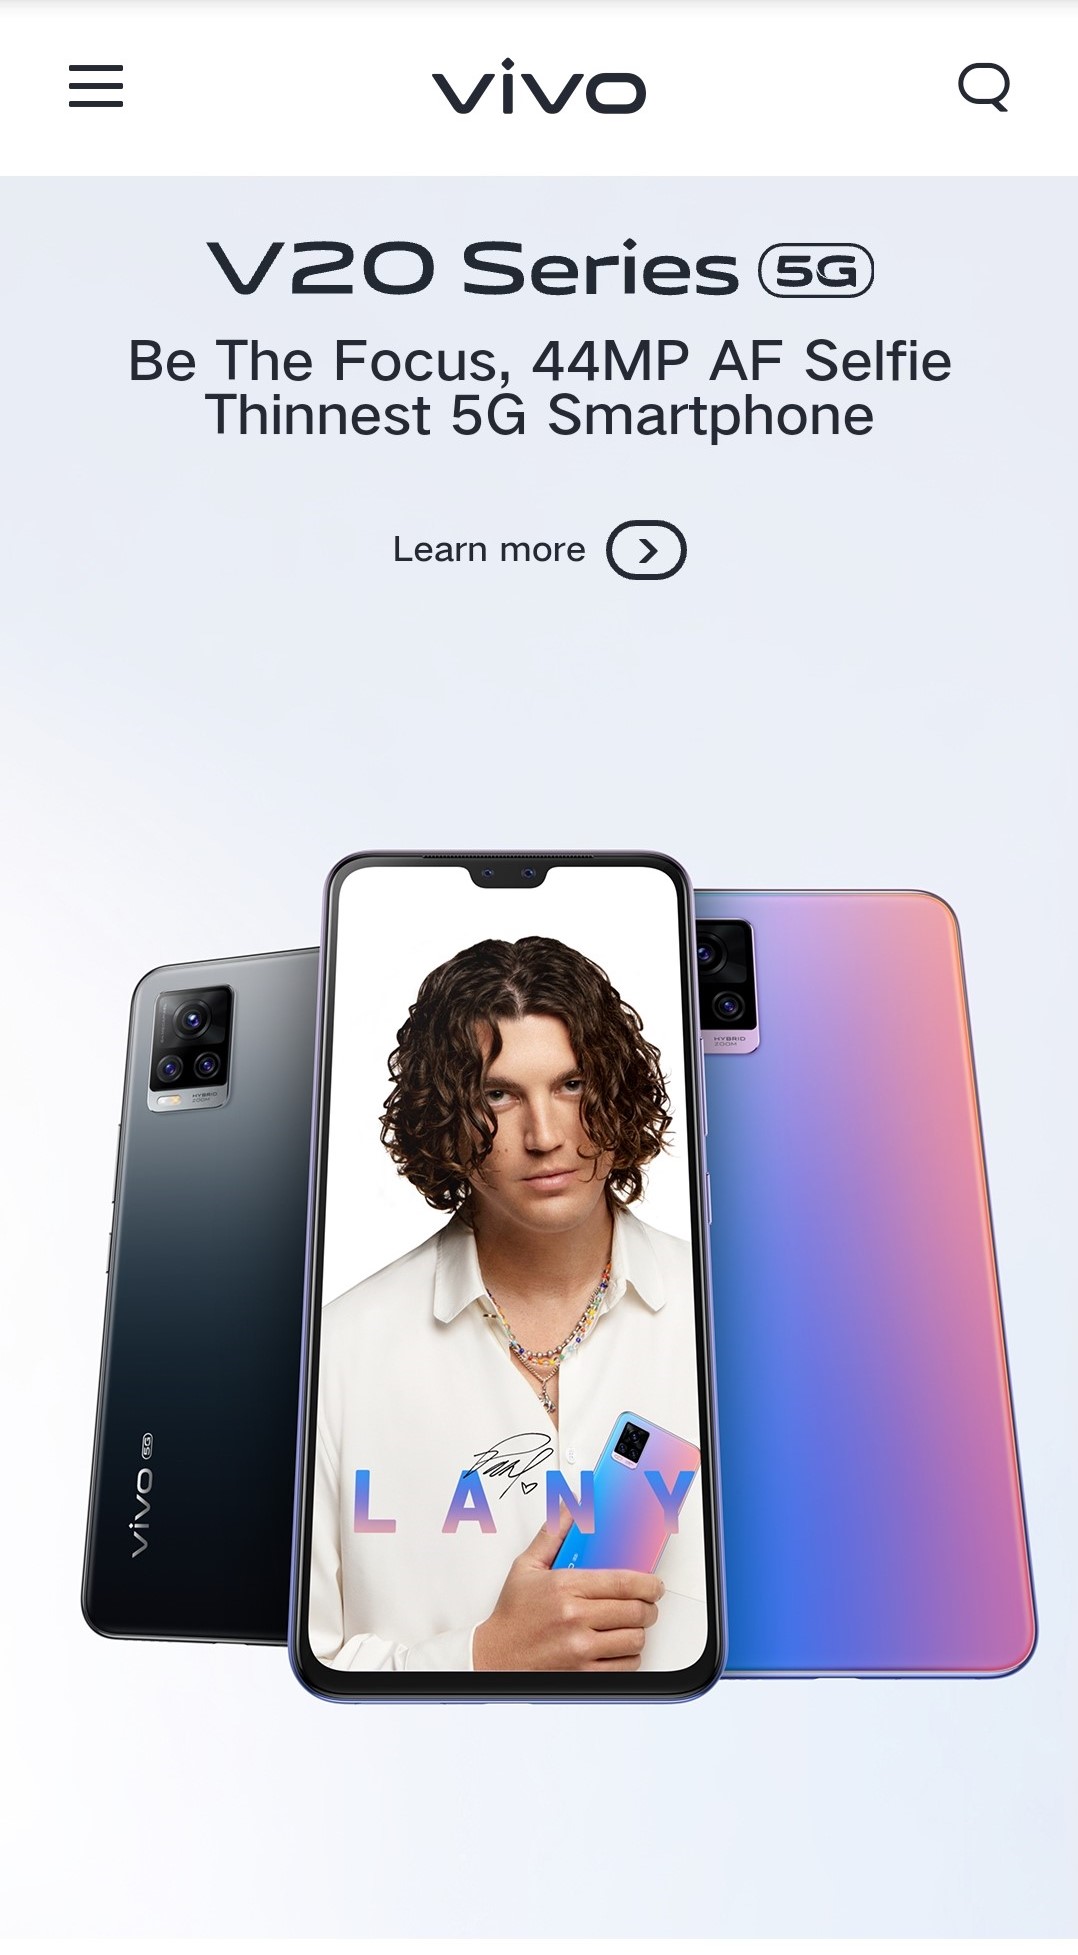 vivo
V20 Series 5G
Be The Focus, 44MP AF Selfie
Thinnest 5G Smartphone
Learn more
HYBRID
ZOOM
HYBRID
ZOOM
Paul
LANY
vivo 5G